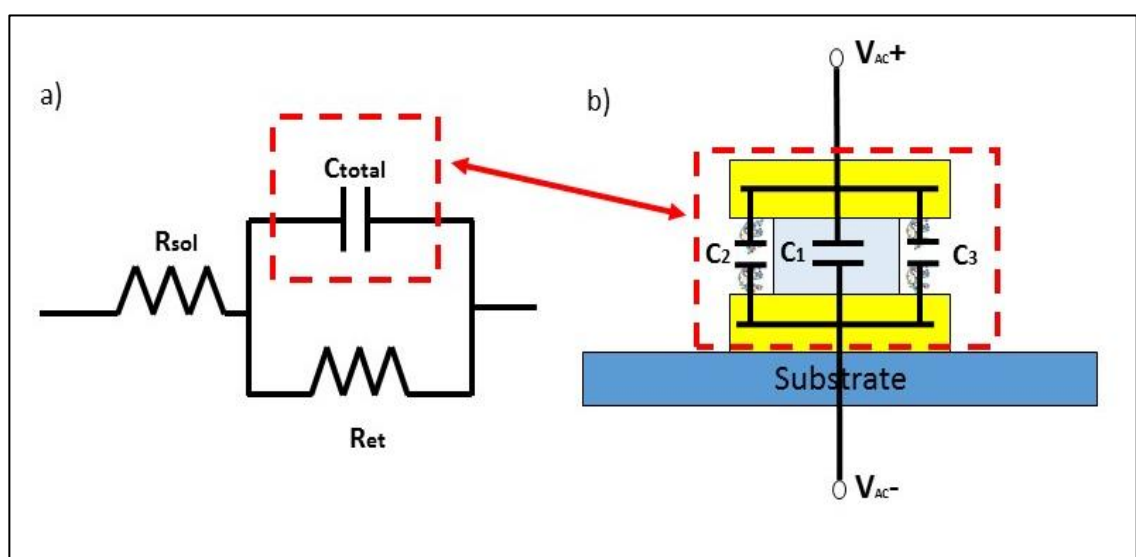 a)
Ctotal
Rsol
Ret
b)
VAC+
C2
C1
C3
Substrate
VAC-